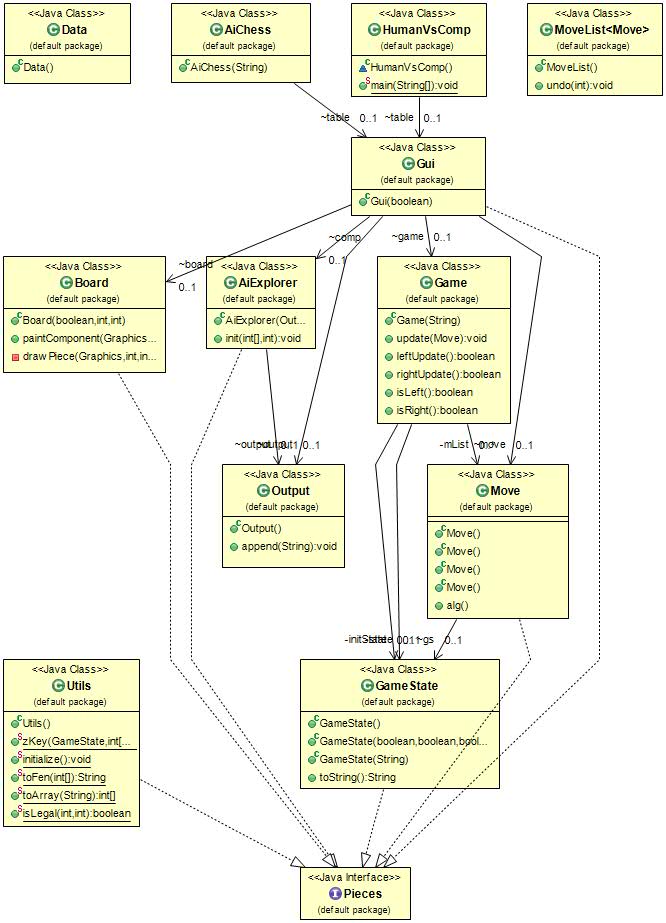 <<Java Class>>
Data
(default package)
Data()
<<Java Class>>
AiChess
(default package)
AiChess(String)
<<Java Class>>
HumanVsComp
(default package)
HumanVsComp()
main(String[]):void
<<Java Class>>
MoveList<Move>
(default package)
MoveList()
undo(int):void
~table 0..1
~table 0..1
<<Java Class>>
Gui
(default package)
Gui(boolean)
~board
0..1
~comp
0..1
~game 0..1
<<Java Class>>
Board
(default package)
Board(boolean,int,int)
paintComponent(Graphics...
draw Piece(Graphics,int,in...
<<Java Class>>
AiExplorer
(default package)
AiExplorer(Out...
init(int[],int):void
<<Java Class>>
Game
(default package)
Game(String)
update(Move):void
leftUpdate():boolean
rightUpdate():boolean
isLeft():boolean
isRight():boolean
~output 0..1
-mList ~move 0..1
<<Java Class>>
Output
(default package)
Output()
append(String):void
<<Java Class>>
Move
(default package)
Move()
Move()
Move()
Move()
alg()
~gs 0..1
<<Java Class>>
Utils
(default package)
Utils()
zKey(GameState,int[...
initialize():void
toFen(int[]):String
toArray(String):int[]
isLegal(int,int):boolean
<<Java Class>>
GameState
(default package)
GameState()
GameState(boolean,boolean,bool...
GameState(String)
toString():String
<<Java Interface>>
Pieces
(default package)